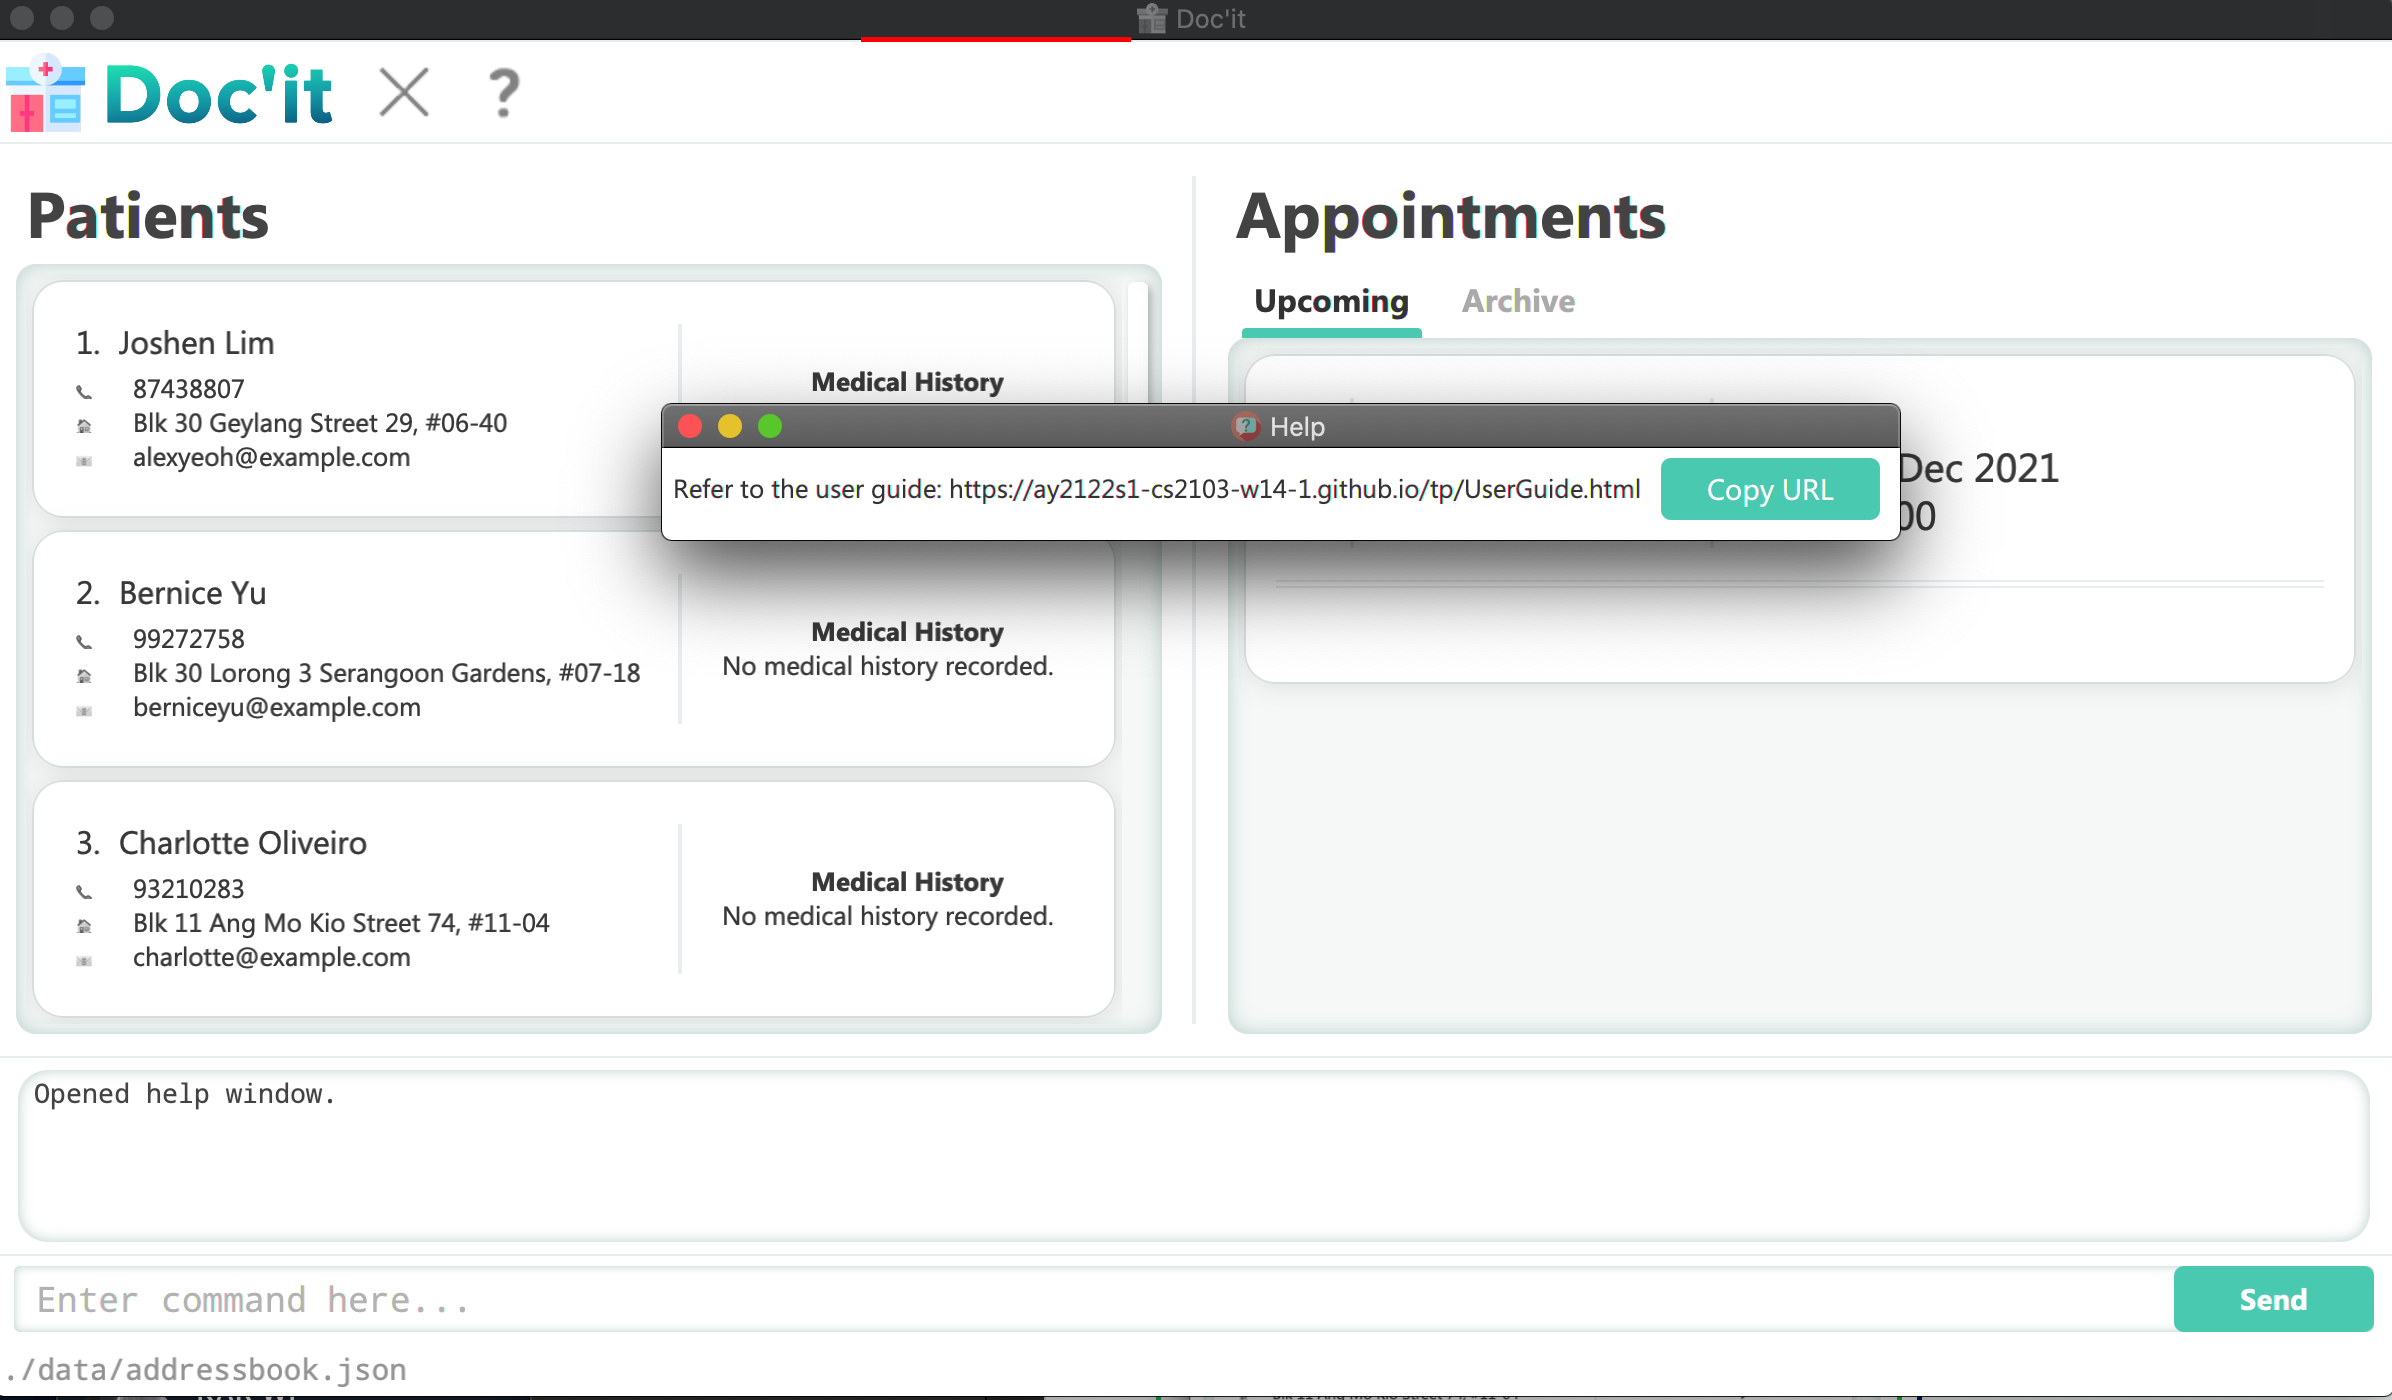 Doc'it
Doc'it
?
Patients
1. Joshen Lim
87438807
Blk 30 Geylang Street 29, #06-40
alexyeoh@example.com
Medical History
2. Bernice Yu
99272758
Blk 30 Lorong 3 Serangoon Gardens, #07-18
berniceyu@example.com
Medical History
No medical history recorded.
3. Charlotte Oliveiro
93210283
Blk 11 Ang Mo Kio Street 74, #11-04
charlotte@example.com
Medical History
No medical history recorded.
Appointments
Upcoming Archive
Dec 2021
00
Help
Refer to the user guide: https://ay2122s1-cs2103-w14-1.github.io/tp/UserGuide.html
Copy URL
Opened help window.
Enter command here...
Send
./data/addressbook.json